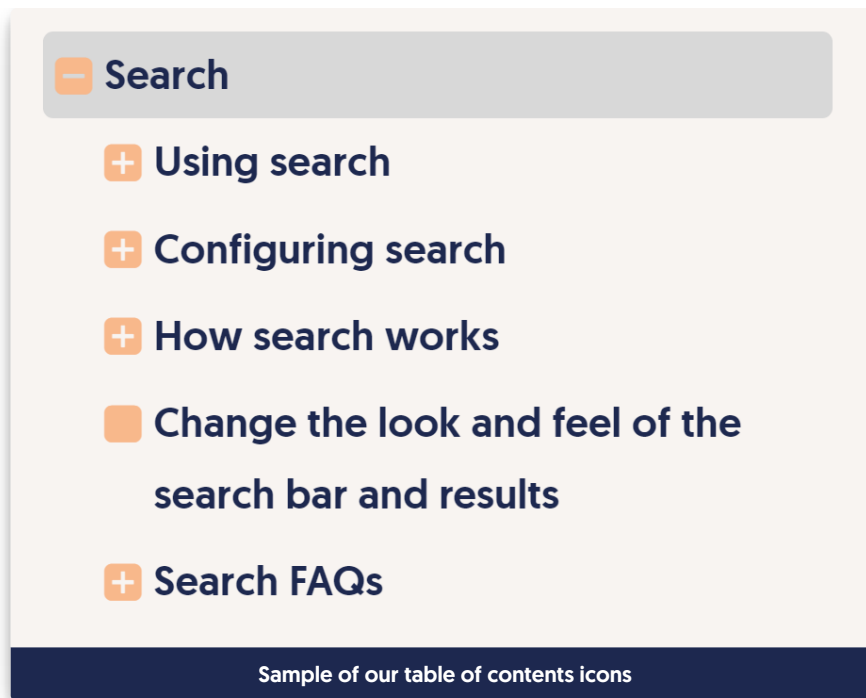 Search
Using search
Configuring search
How search works
Change the look and feel of the
search bar and results
Search FAQs
Sample of our table of contents icons